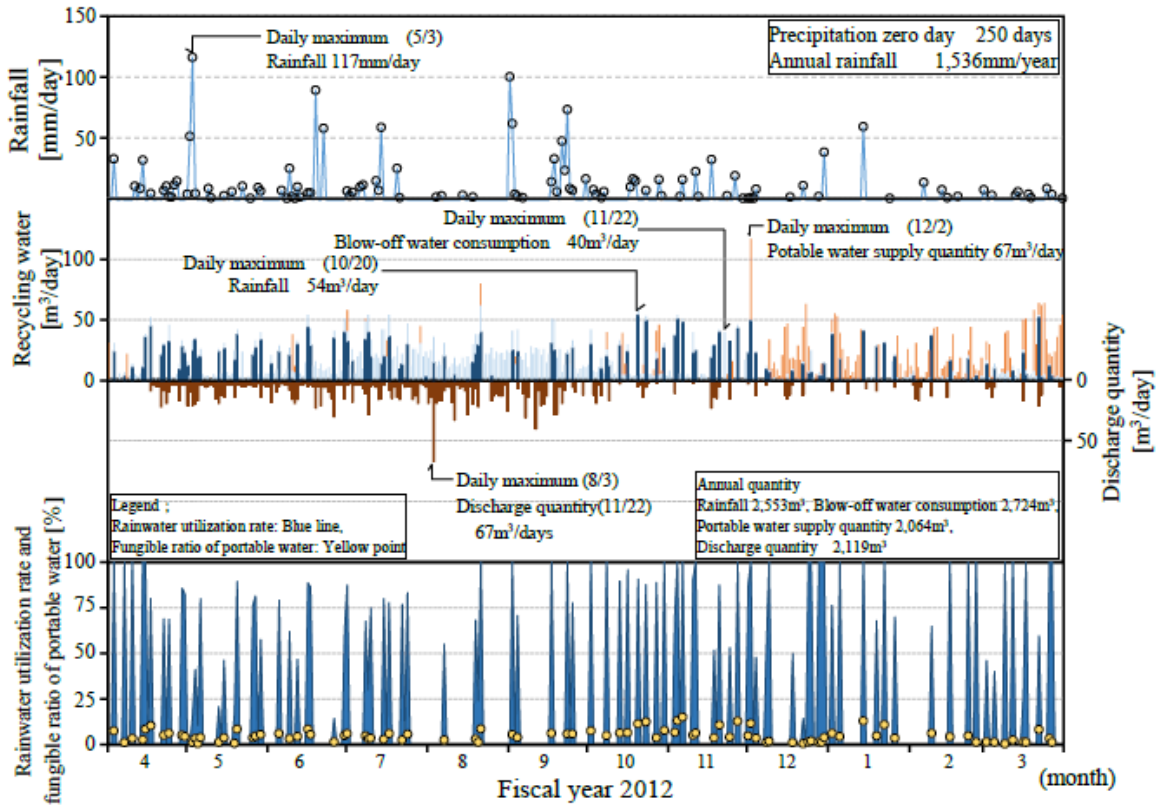 150
100
50
Rainfall
[mm/day]
Daily maximum (5/3)
Rainfall 117mm/day
Precipitation zero day 250 days
Annual rainfall 1,536mm/year
Recycling water
[m³/day]
100
50
0
Daily maximum (11/22)
Blow-off water consumption 40m³/day
Daily maximum (10/20)
Rainfall 54m³/day
Daily maximum (12/2)
Potable water supply quantity 67m³/day
0
50
Discharge quantity
[m³/day]
Daily maximum (8/3)
Discharge quantity(11/22)
67m³/days
Legend ;
Rainwater utilization rate: Blue line,
Fungible ratio of portable water: Yellow point
Annual quantity
Rainfall 2,553m³, Blow-off water consumption 2,724m³,
Portable water supply quantity 2,064m³,
Discharge quantity 2,119m³
Rainwater utilization rate and
fungible ratio of portable water [%]
100
75
50
25
0
4 5 6 7 8 9 10 11 12 1 2 3
(month)
Fiscal year 2012